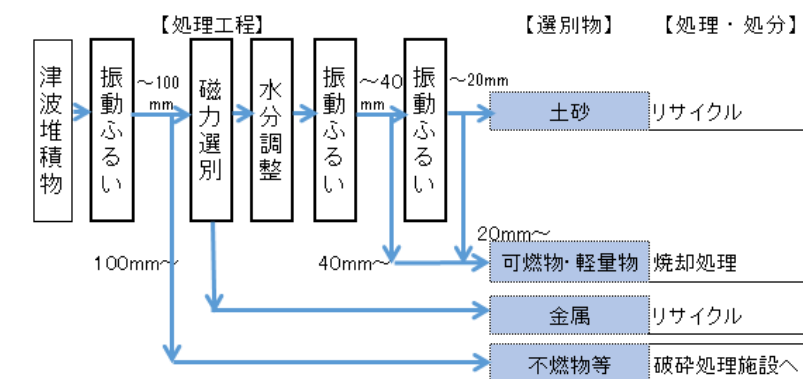 【処理工程】
【選別物】
【処理・処分】
津波堆積物
振動ふるい
～100
mm
磁力選別
水分調整
振動ふるい
～40
mm
振動ふるい
～20mm
土砂
リサイクル
20mm～
100mm～
40mm～
可燃物・軽量物
焼却処理
金属
リサイクル
不燃物等
破砕処理施設へ